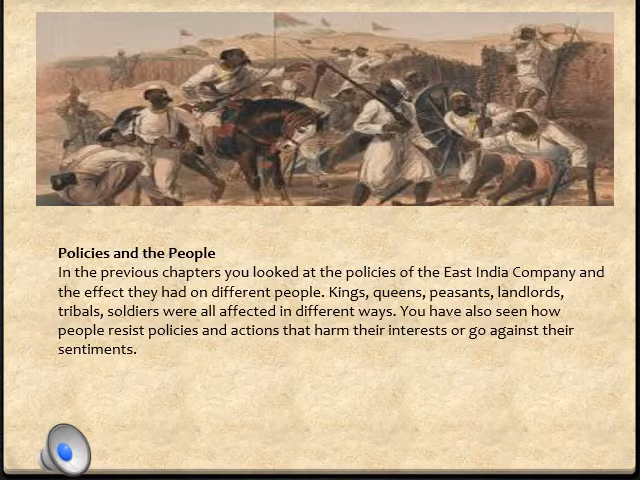 Policies and the People
In the previous chapters you looked at the policies of the East India Company and
the effect they had on different people. Kings, queens, peasants, landlords,
tribals, soldiers were all affected in different ways. You have also seen how
people resist policies and actions that harm their interests or go against their
sentiments.